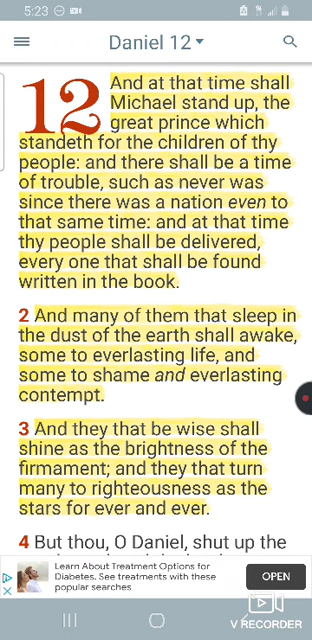 5:23
Daniel 12
12 And at that time shall
Michael stand up, the
great prince which
standeth for the children of thy
people: and there shall be a time
of trouble, such as never was
since there was a nation even to
that same time: and at that time
thy people shall be delivered,
every one that shall be found
written in the book.
2 And many of them that sleep in
the dust of the earth shall awake,
some to everlasting life, and
some to shame and everlasting
contempt.
3 And they that be wise shall
shine as the brightness of the
firmament; and they that turn
many to righteousness as the
stars for ever and ever.
4 But thou, O Daniel, shut up the
Learn About Treatment Options for
Diabetes. See treatments with these
popular searches
OPEN
V RECORDER